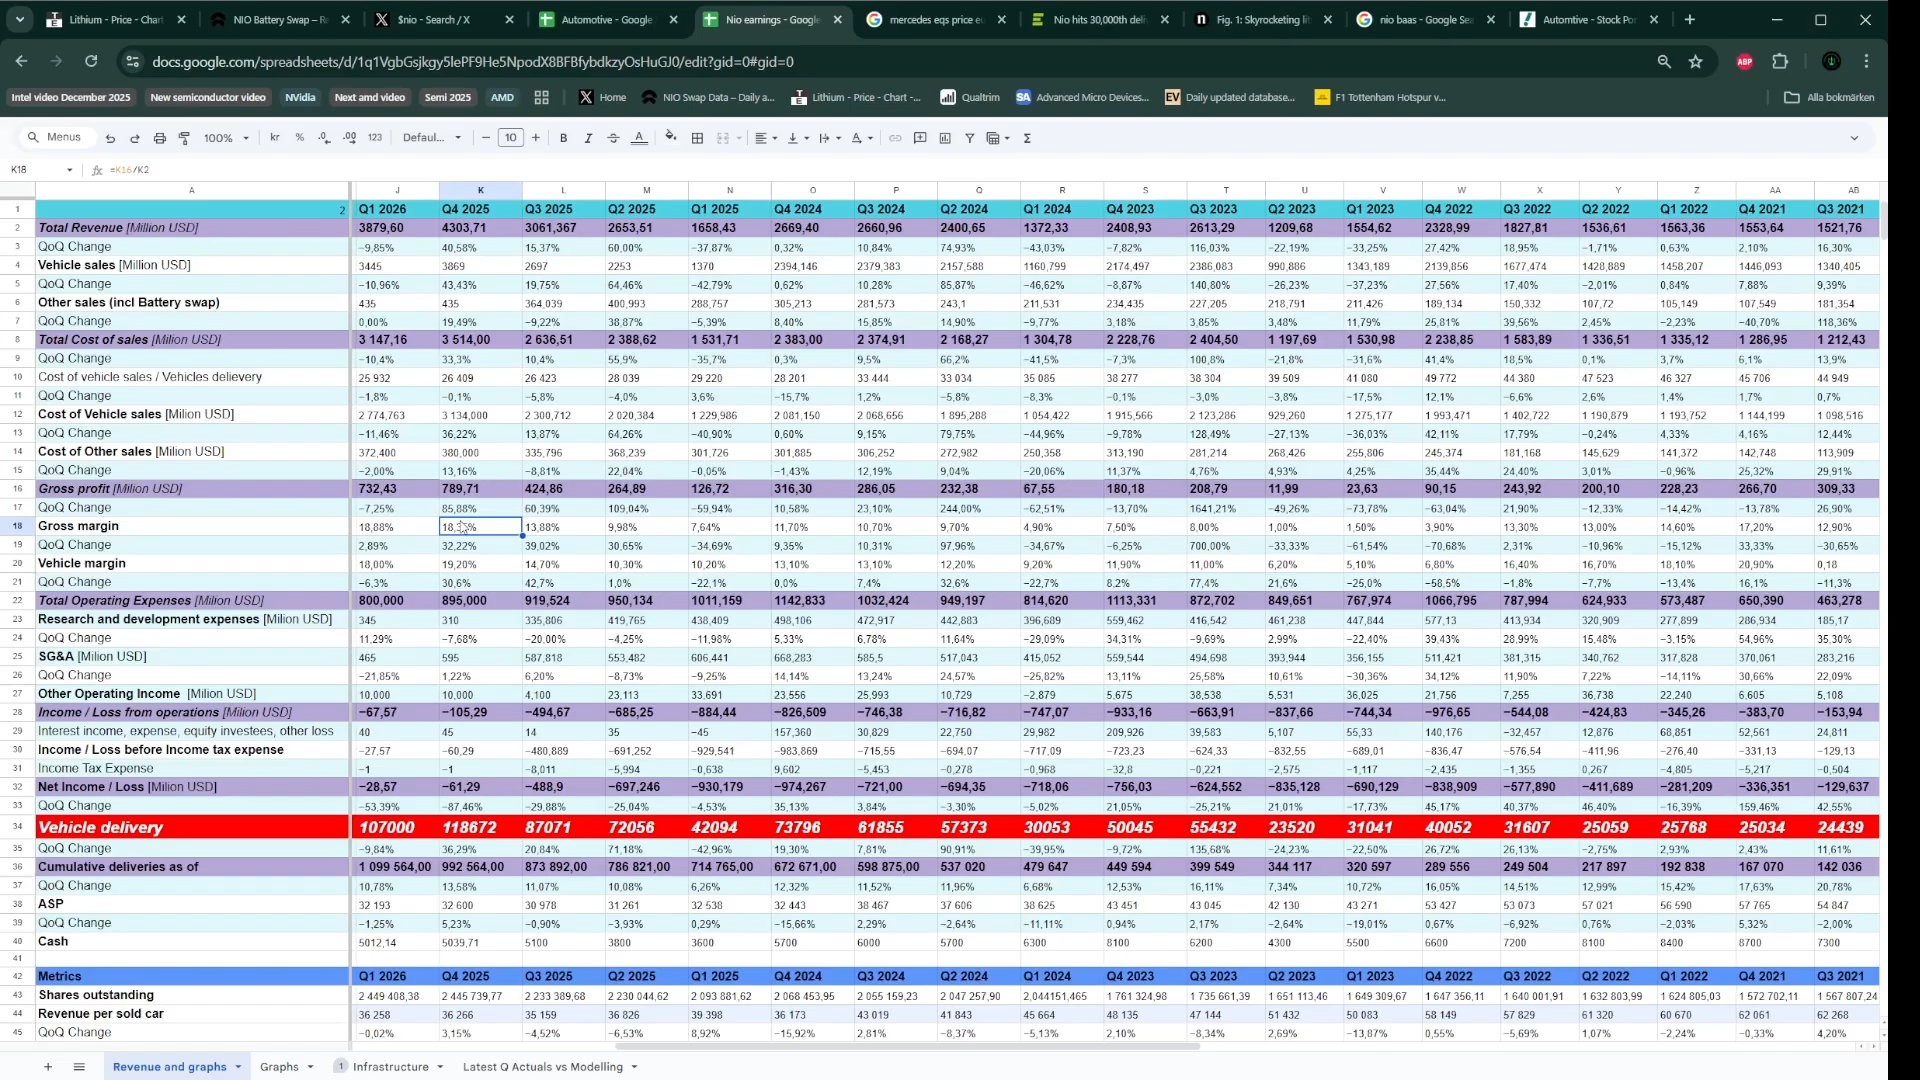 Lithium - Price - Chart
NIO Battery Swap – R
$nio - Search / X
Automotive - Google
Nio earnings - Google
mercedes eqs price eu
Nio hits 30,000th deli
Fig. 1: Skyrocketing li
nio baas - Google Sea
Automtive - Stock Po
docs.google.com/spreadsheets/d/1q1VgbGsjkgy5lePF9He5NpodX8BFBfybdkzyOsHuGJ0/edit?gid=0#gid=0
ABP
Intel video December 2025 New semiconductor video NVidia Next amd video Semi 2025 AMD Home NIO Swap Data – Daily a... Lithium - Price - Chart -... Qualtrim SA Advanced Micro Devices... EV Daily updated database... F1 Tottenham Hotspur v... Alla bokmärken
Menus 100% kr % .0 .00 123 Defaul... − 10 + B I A Σ
K18 fx =K16/K2
A J K L M N O P Q R S T U V W X Y Z AA AB
1 2 Q1 2026 Q4 2025 Q3 2025 Q2 2025 Q1 2025 Q4 2024 Q3 2024 Q2 2024 Q1 2024 Q4 2023 Q3 2023 Q2 2023 Q1 2023 Q4 2022 Q3 2022 Q2 2022 Q1 2022 Q4 2021 Q3 2021
2 Total Revenue [Million USD] 3879,60 4303,71 3061,367 2653,51 1658,43 2669,40 2660,96 2400,65 1372,33 2408,93 2613,29 1209,68 1554,62 2328,99 1827,81 1536,61 1563,36 1553,64 1521,76
3 QoQ Change −9,85% 40,58% 15,37% 60,00% −37,87% 0,32% 10,84% 74,93% −43,03% −7,82% 116,03% −22,19% −33,25% 27,42% 18,95% −1,71% 0,63% 2,10% 16,30%
4 Vehicle sales [Million USD] 3445 3869 2697 2253 1370 2394,146 2379,383 2157,588 1160,799 2174,497 2386,083 990,886 1343,189 2139,856 1677,474 1428,889 1458,207 1446,093 1340,405
5 QoQ Change −10,96% 43,43% 19,75% 64,46% −42,79% 0,62% 10,28% 85,87% −46,62% −8,87% 140,80% −26,23% −37,23% 27,56% 17,40% −2,01% 0,84% 7,88% 9,39%
6 Other sales (incl Battery swap) 435 435 364,039 400,993 288,757 305,213 281,573 243,1 211,531 234,435 227,205 218,791 211,426 189,134 150,332 107,72 105,149 107,549 181,354
7 QoQ Change 0,00% 19,49% −9,22% 38,87% −5,39% 8,40% 15,85% 14,90% −9,77% 3,18% 3,85% 3,48% 11,79% 25,81% 39,56% 2,45% −2,23% −40,70% 118,36%
8 Total Cost of sales [Milion USD] 3 147,16 3 514,00 2 636,51 2 388,62 1 531,71 2 383,00 2 374,91 2 168,27 1 304,78 2 228,76 2 404,50 1 197,69 1 530,98 2 238,85 1 583,89 1 336,51 1 335,12 1 286,95 1 212,43
9 QoQ Change −10,4% 33,3% 10,4% 55,9% −35,7% 0,3% 9,5% 66,2% −41,5% −7,3% 100,8% −21,8% −31,6% 41,4% 18,5% 0,1% 3,7% 6,1% 13,9%
10 Cost of vehicle sales / Vehicles delievery 25 932 26 409 26 423 28 039 29 220 28 201 33 444 33 034 35 085 38 277 38 304 39 509 41 080 49 772 44 380 47 523 46 327 45 706 44 949
11 QoQ Change −1,8% −0,1% −5,8% −4,0% 3,6% −15,7% 1,2% −5,8% −8,3% −0,1% −3,0% −3,8% −17,5% 12,1% −6,6% 2,6% 1,4% 1,7% 0,7%
12 Cost of Vehicle sales [Milion USD] 2 774,763 3 134,000 2 300,712 2 020,384 1 229,986 2 081,150 2 068,656 1 895,288 1 054,422 1 915,566 2 123,286 929,260 1 275,177 1 993,471 1 402,722 1 190,879 1 193,752 1 144,199 1 098,516
13 QoQ Change −11,46% 36,22% 13,87% 64,26% −40,90% 0,60% 9,15% 79,75% −44,96% −9,78% 128,49% −27,13% −36,03% 42,11% 17,79% −0,24% 4,33% 4,16% 12,44%
14 Cost of Other sales [Milion USD] 372,400 380,000 335,796 368,239 301,726 301,885 306,252 272,982 250,358 313,190 281,214 268,426 255,806 245,374 181,168 145,629 141,372 142,748 113,909
15 QoQ Change −2,00% 13,16% −8,81% 22,04% −0,05% −1,43% 12,19% 9,04% −20,06% 11,37% 4,76% 4,93% 4,25% 35,44% 24,40% 3,01% −0,96% 25,32% 29,91%
16 Gross profit [Milion USD] 732,43 789,71 424,86 264,89 126,72 316,30 286,05 232,38 67,55 180,18 208,79 11,99 23,63 90,15 243,92 200,10 228,23 266,70 309,33
17 QoQ Change −7,25% 85,88% 60,39% 109,04% −59,94% 10,58% 23,10% 244,00% −62,51% −13,70% 1641,21% −49,26% −73,78% −63,04% 21,90% −12,33% −14,42% −13,78% 26,90%
18 Gross margin 18,88% 13,88% 9,98% 7,64% 11,70% 10,70% 9,70% 4,90% 7,50% 8,00% 1,00% 1,50% 3,90% 13,30% 13,00% 14,60% 17,20% 12,90%
19 QoQ Change 2,89% 32,22% 39,02% 30,65% −34,69% 9,35% 10,31% 97,96% −34,67% −6,25% 700,00% −33,33% −61,54% −70,68% 2,31% −10,96% −15,12% 33,33% −30,65%
20 Vehicle margin 18,00% 19,20% 14,70% 10,30% 10,20% 13,10% 13,10% 12,20% 9,20% 11,90% 11,00% 6,20% 5,10% 6,80% 16,40% 16,70% 18,10% 20,90% 0,18
21 QoQ Change −6,3% 30,6% 42,7% 1,0% −22,1% 0,0% 7,4% 32,6% −22,7% 8,2% 77,4% 21,6% −25,0% −58,5% −1,8% −7,7% −13,4% 16,1% −11,3%
22 Total Operating Expenses [Milion USD] 800,000 895,000 919,524 950,134 1011,159 1142,833 1032,424 949,197 814,620 1113,331 872,702 849,651 767,974 1066,795 787,994 624,933 573,487 650,390 463,278
23 Research and development expenses [Milion USD] 345 310 335,806 419,765 438,409 498,106 472,917 442,883 396,689 559,462 416,542 461,238 447,844 577,13 413,934 320,909 277,899 286,934 185,17
24 QoQ Change 11,29% −7,68% −20,00% −4,25% −11,98% 5,33% 6,78% 11,64% −29,09% 34,31% −9,69% 2,99% −22,40% 39,43% 28,99% 15,48% −3,15% 54,96% 35,30%
25 SG&A [Milion USD] 465 595 587,818 553,482 606,441 668,283 585,5 517,043 415,052 559,544 494,698 393,944 356,155 511,421 381,315 340,762 317,828 370,061 283,216
26 QoQ Change −21,85% 1,22% 6,20% −8,73% −9,25% 14,14% 13,24% 24,57% −25,82% 13,11% 25,58% 10,61% −30,36% 34,12% 11,90% 7,22% −14,11% 30,66% 22,09%
27 Other Operating Income [Milion USD] 10,000 10,000 4,100 23,113 33,691 23,556 25,993 10,729 −2,879 5,675 38,538 5,531 36,025 21,756 7,255 36,738 22,240 6,605 5,108
28 Income / Loss from operations [Milion USD] −67,57 −105,29 −494,67 −685,25 −884,44 −826,509 −746,38 −716,82 −747,07 −933,16 −663,91 −837,66 −744,34 −976,65 −544,08 −424,83 −345,26 −383,70 −153,94
29 Interest income, expense, equity investees, other loss 40 45 14 35 −45 157,360 30,829 22,750 29,982 209,926 39,583 5,107 55,33 140,176 −32,457 12,876 68,851 52,561 24,811
30 Income / Loss before Income tax expense −27,57 −60,29 −480,889 −691,252 −929,541 −983,869 −715,55 −694,07 −717,09 −723,23 −624,33 −832,55 −689,01 −836,47 −576,54 −411,96 −276,40 −331,13 −129,13
31 Income Tax Expense −1 −1 −8,011 −5,994 −0,638 9,602 −5,453 −0,278 −0,968 −32,8 −0,221 −2,575 −1,117 −2,435 −1,355 0,267 −4,805 −5,217 −0,504
32 Net Income / Loss [Milion USD] −28,57 −61,29 −488,9 −697,246 −930,179 −974,267 −721,00 −694,35 −718,06 −756,03 −624,552 −835,128 −690,129 −838,909 −577,890 −411,689 −281,209 −336,351 −129,637
33 QoQ Change −53,39% −87,46% −29,88% −25,04% −4,53% 35,13% 3,84% −3,30% −5,02% 21,05% −25,21% 21,01% −17,73% 45,17% 40,37% 46,40% −16,39% 159,46% 42,55%
34 Vehicle delivery 107000 118672 87071 72056 42094 73796 61855 57373 30053 50045 55432 23520 31041 40052 31607 25059 25768 25034 24439
35 QoQ Change −9,84% 36,29% 20,84% 71,18% −42,96% 19,30% 7,81% 90,91% −39,95% −9,72% 135,68% −24,23% −22,50% 26,72% 26,13% −2,75% 2,93% 2,43% 11,61%
36 Cumulative deliveries as of 1 099 564,00 992 564,00 873 892,00 786 821,00 714 765,00 672 671,00 598 875,00 537 020 479 647 449 594 399 549 344 117 320 597 289 556 249 504 217 897 192 838 167 070 142 036
37 QoQ Change 10,78% 13,58% 11,07% 10,08% 6,26% 12,32% 11,52% 11,96% 6,68% 12,53% 16,11% 7,34% 10,72% 16,05% 14,51% 12,99% 15,42% 17,63% 20,78%
38 ASP 32 193 32 600 30 978 31 261 32 538 32 443 38 467 37 606 38 625 43 451 43 045 42 130 43 271 53 427 53 073 57 021 56 590 57 765 54 847
39 QoQ Change −1,25% 5,23% −0,90% −3,93% 0,29% −15,66% 2,29% −2,64% −11,11% 0,94% 2,17% −2,64% −19,01% 0,67% −6,92% 0,76% −2,03% 5,32% −2,00%
40 Cash 5012,14 5039,71 5100 3800 3600 5700 6000 5700 6300 8100 6200 4300 5500 6600 7200 8100 8400 8700 7300
41
42 Metrics Q1 2026 Q4 2025 Q3 2025 Q2 2025 Q1 2025 Q4 2024 Q3 2024 Q2 2024 Q1 2024 Q4 2023 Q3 2023 Q2 2023 Q1 2023 Q4 2022 Q3 2022 Q2 2022 Q1 2022 Q4 2021 Q3 2021
43 Shares outstanding 2 449 408,38 2 445 739,77 2 233 389,68 2 230 044,62 2 093 881,62 2 068 453,95 2 055 159,23 2 047 257,90 2,044151,465 1 761 324,98 1 735 661,39 1 651 113,46 1 649 309,67 1 647 356,11 1 640 001,91 1 632 803,99 1 624 805,03 1 572 702,11 1 567 807,24
44 Revenue per sold car 36 258 36 266 35 159 36 826 39 398 36 173 43 019 41 843 45 664 48 135 47 144 51 432 50 083 58 149 57 829 61 320 60 670 62 061 62 268
45 QoQ Change −0,02% 3,15% −4,52% −6,53% 8,92% −15,92% 2,81% −8,37% −5,13% 2,10% −8,34% 2,69% −13,87% 0,55% −5,69% 1,07% −2,24% −0,33% 4,20%
Revenue and graphs Graphs 1 Infrastructure Latest Q Actuals vs Modelling